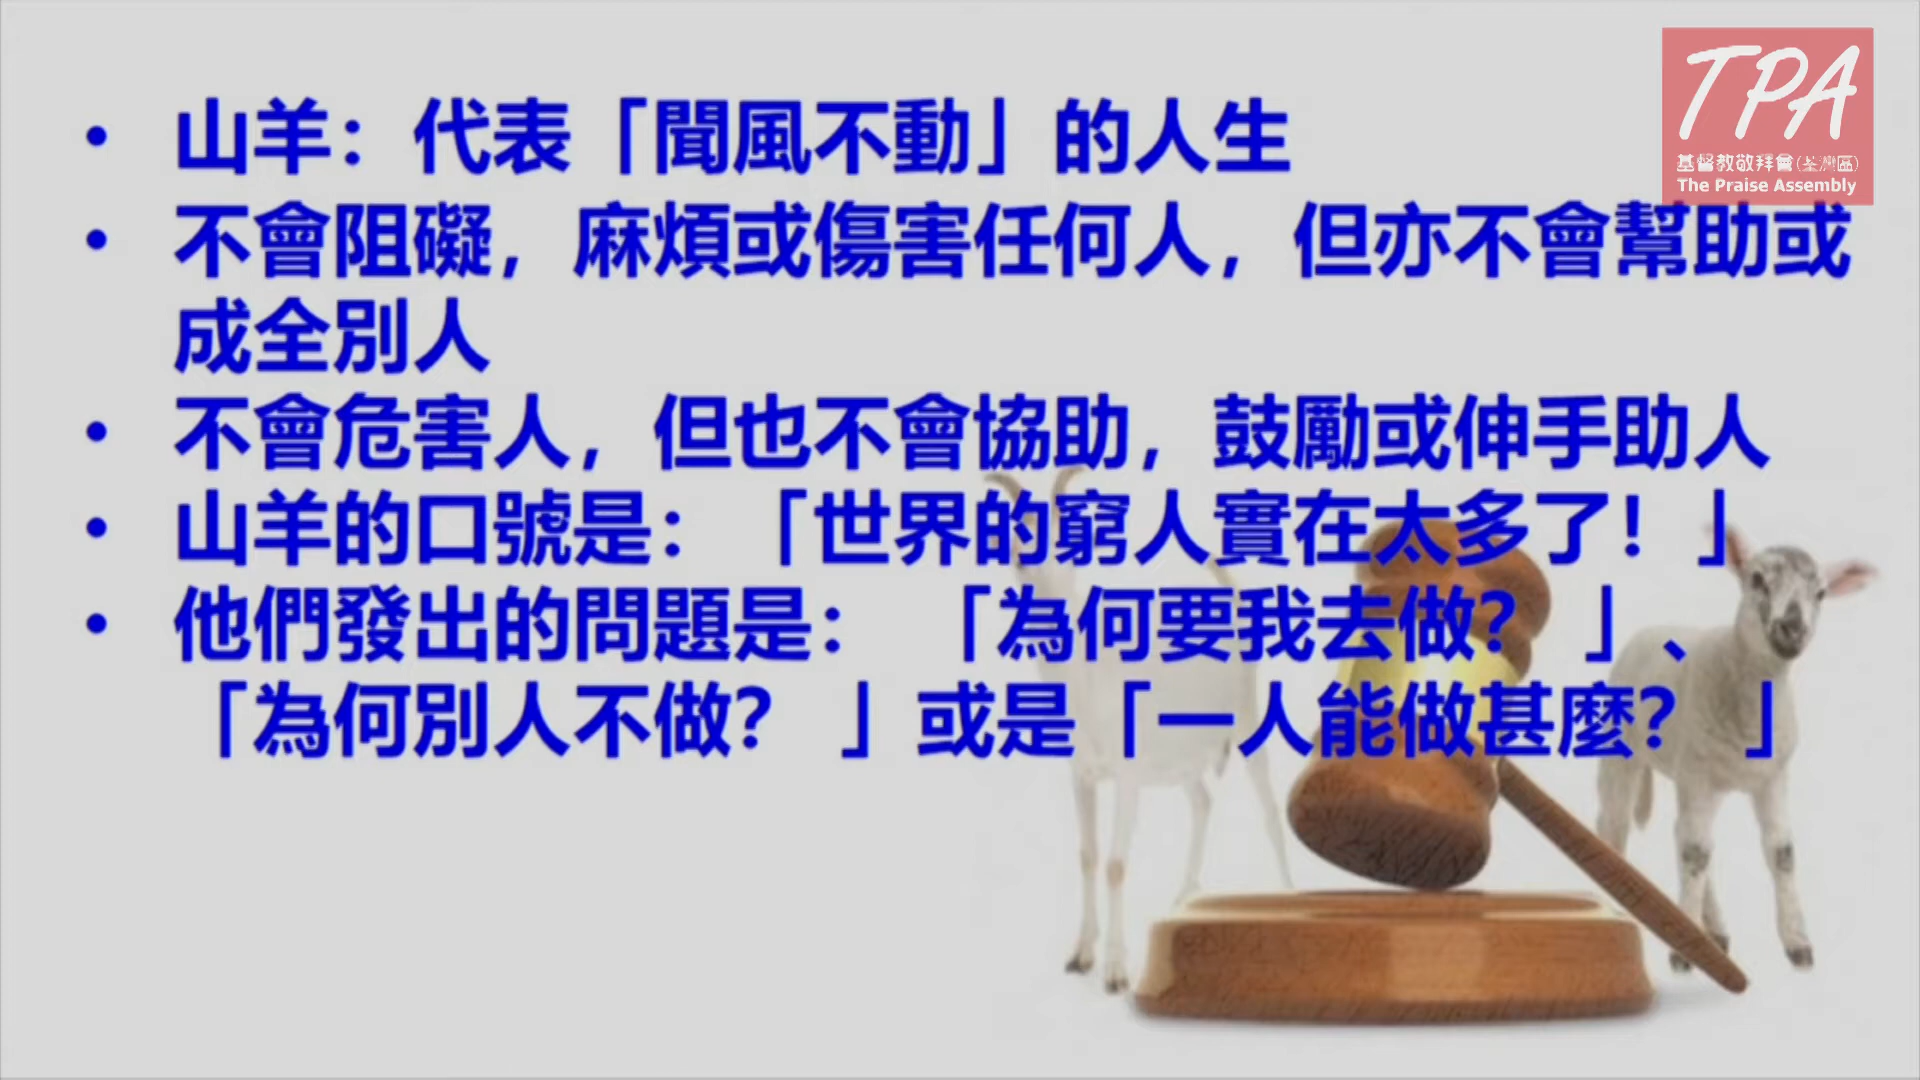 TPA
基督教敬拜會(荃灣區)
The Praise Assembly
• 山羊：代表「聞風不動」的人生
• 不會阻礙，麻煩或傷害任何人，但亦不會幫助或
成全別人
• 不會危害人，但也不會協助，鼓勵或伸手助人
• 山羊的口號是：「世界的窮人實在太多了！」
• 他們發出的問題是：「為何要我去做？」、
「為何別人不做？」或是「一人能做甚麼？」